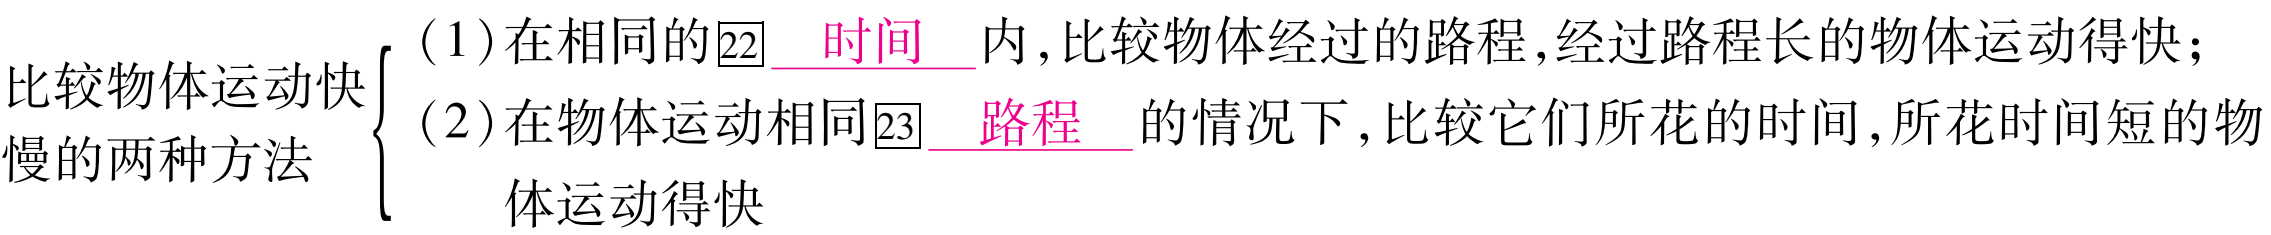 比较物体运动快
慢的两种方法
(1)在相同的22 时间 内,比较物体经过的路程,经过路程长的物体运动得快;
(2)在物体运动相同23 路程 的情况下,比较它们所花的时间,所花时间短的物
体运动得快